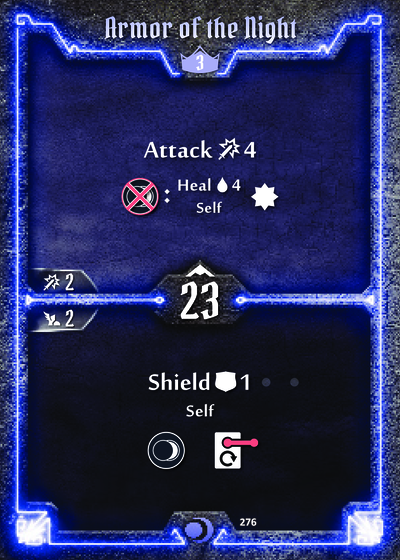 Armor of the Night
3
Attack 4
: Heal 4
Self
2
23
2
Shield 1
Self
276